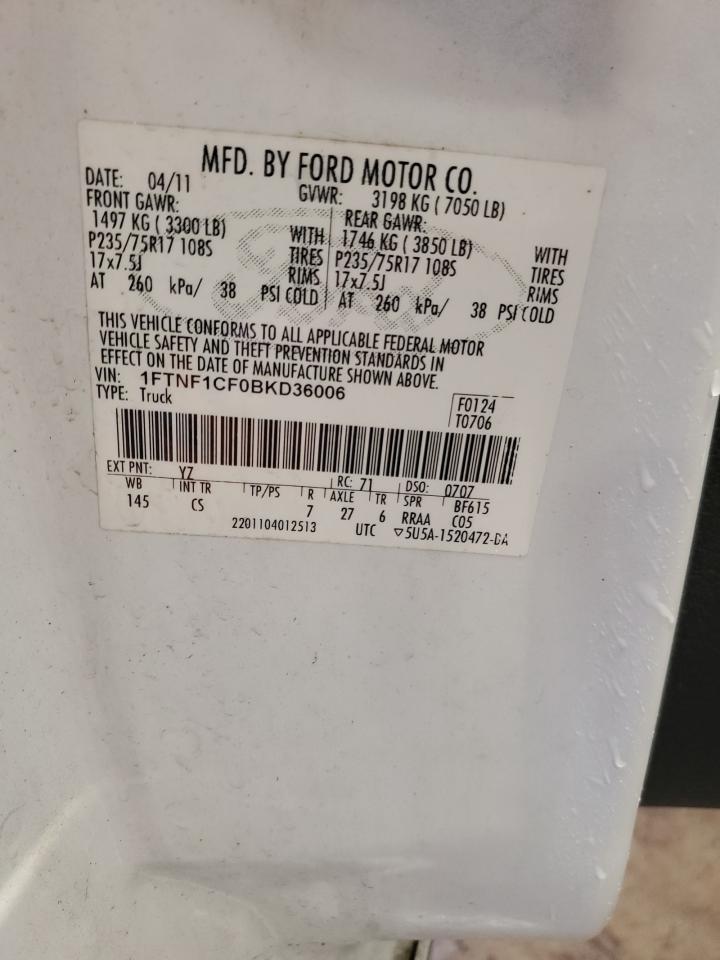 MFD. BY FORD MOTOR CO.
DATE: 04/11 GVWR: 3198 KG ( 7050 LB)
FRONT GAWR: REAR GAWR:
1497 KG ( 3300 LB) WITH 1746 KG ( 3850 LB) WITH
P235/75R17 108S TIRES P235/75R17 108S TIRES
17x7.5J RIMS 17x7.5J RIMS
AT 260 kPa/ 38 PSI COLD AT 260 kPa/ 38 PSI COLD
THIS VEHICLE CONFORMS TO ALL APPLICABLE FEDERAL MOTOR
VEHICLE SAFETY AND THEFT PREVENTION STANDARDS IN
EFFECT ON THE DATE OF MANUFACTURE SHOWN ABOVE.
VIN: 1FTNF1CF0BKD36006
TYPE: Truck F0124
T0706
EXT PNT: YZ RC: 71 DSO: 0707
WB INT TR TP/PS R AXLE TR SPR BF615
145 CS 7 27 6 RRAA C05
2201104012513 UTC ▽5U5A-1520472-BA